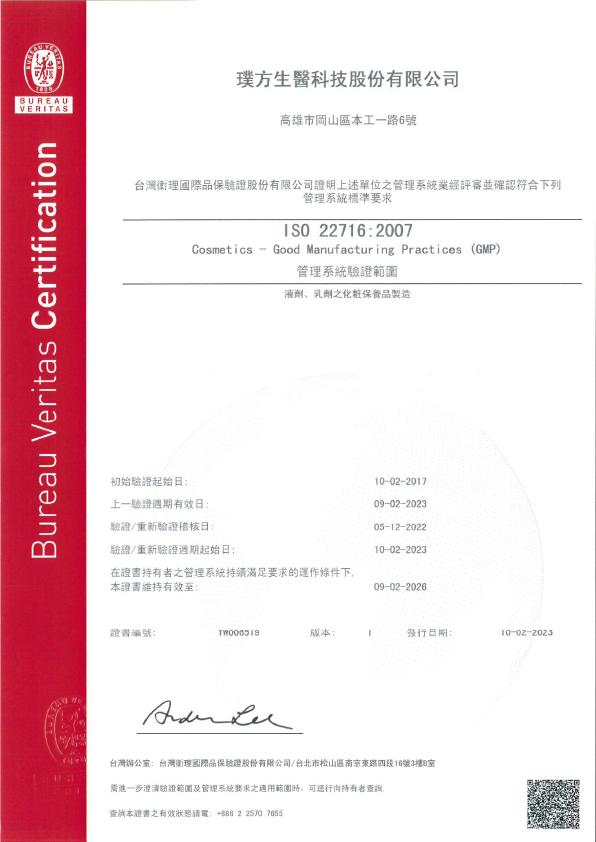 BUREAU VERITAS
1828
BUREAU
VERITAS
Bureau Veritas Certification
璞方生醫科技股份有限公司
高雄市岡山區本工一路6號
台灣衛理國際品保驗證股份有限公司證明上述單位之管理系統業經評審並確認符合下列
管理系統標準要求
ISO 22716:2007
Cosmetics - Good Manufacturing Practices (GMP)
管理系統驗證範圍
液劑、乳劑之化粧保養品製造
初始驗證起始日: 10-02-2017
上一驗證週期有效日: 09-02-2023
驗證/重新驗證稽核日: 05-12-2022
驗證/重新驗證週期起始日: 10-02-2023
在證書持有者之管理系統持續滿足要求的運作條件下,
本證書維持有效至: 09-02-2026
證書編號: TW006519 版本: 1 發行日期: 10-02-2023
台灣辦公室: 台灣衛理國際品保驗證股份有限公司/台北市松山區南京東路四段16號3樓B室
需進一步澄清驗證範圍及管理系統要求之適用範圍時，可逕行向持有者查詢.
查詢本證書之有效狀態請電: +886 2 2570 7655